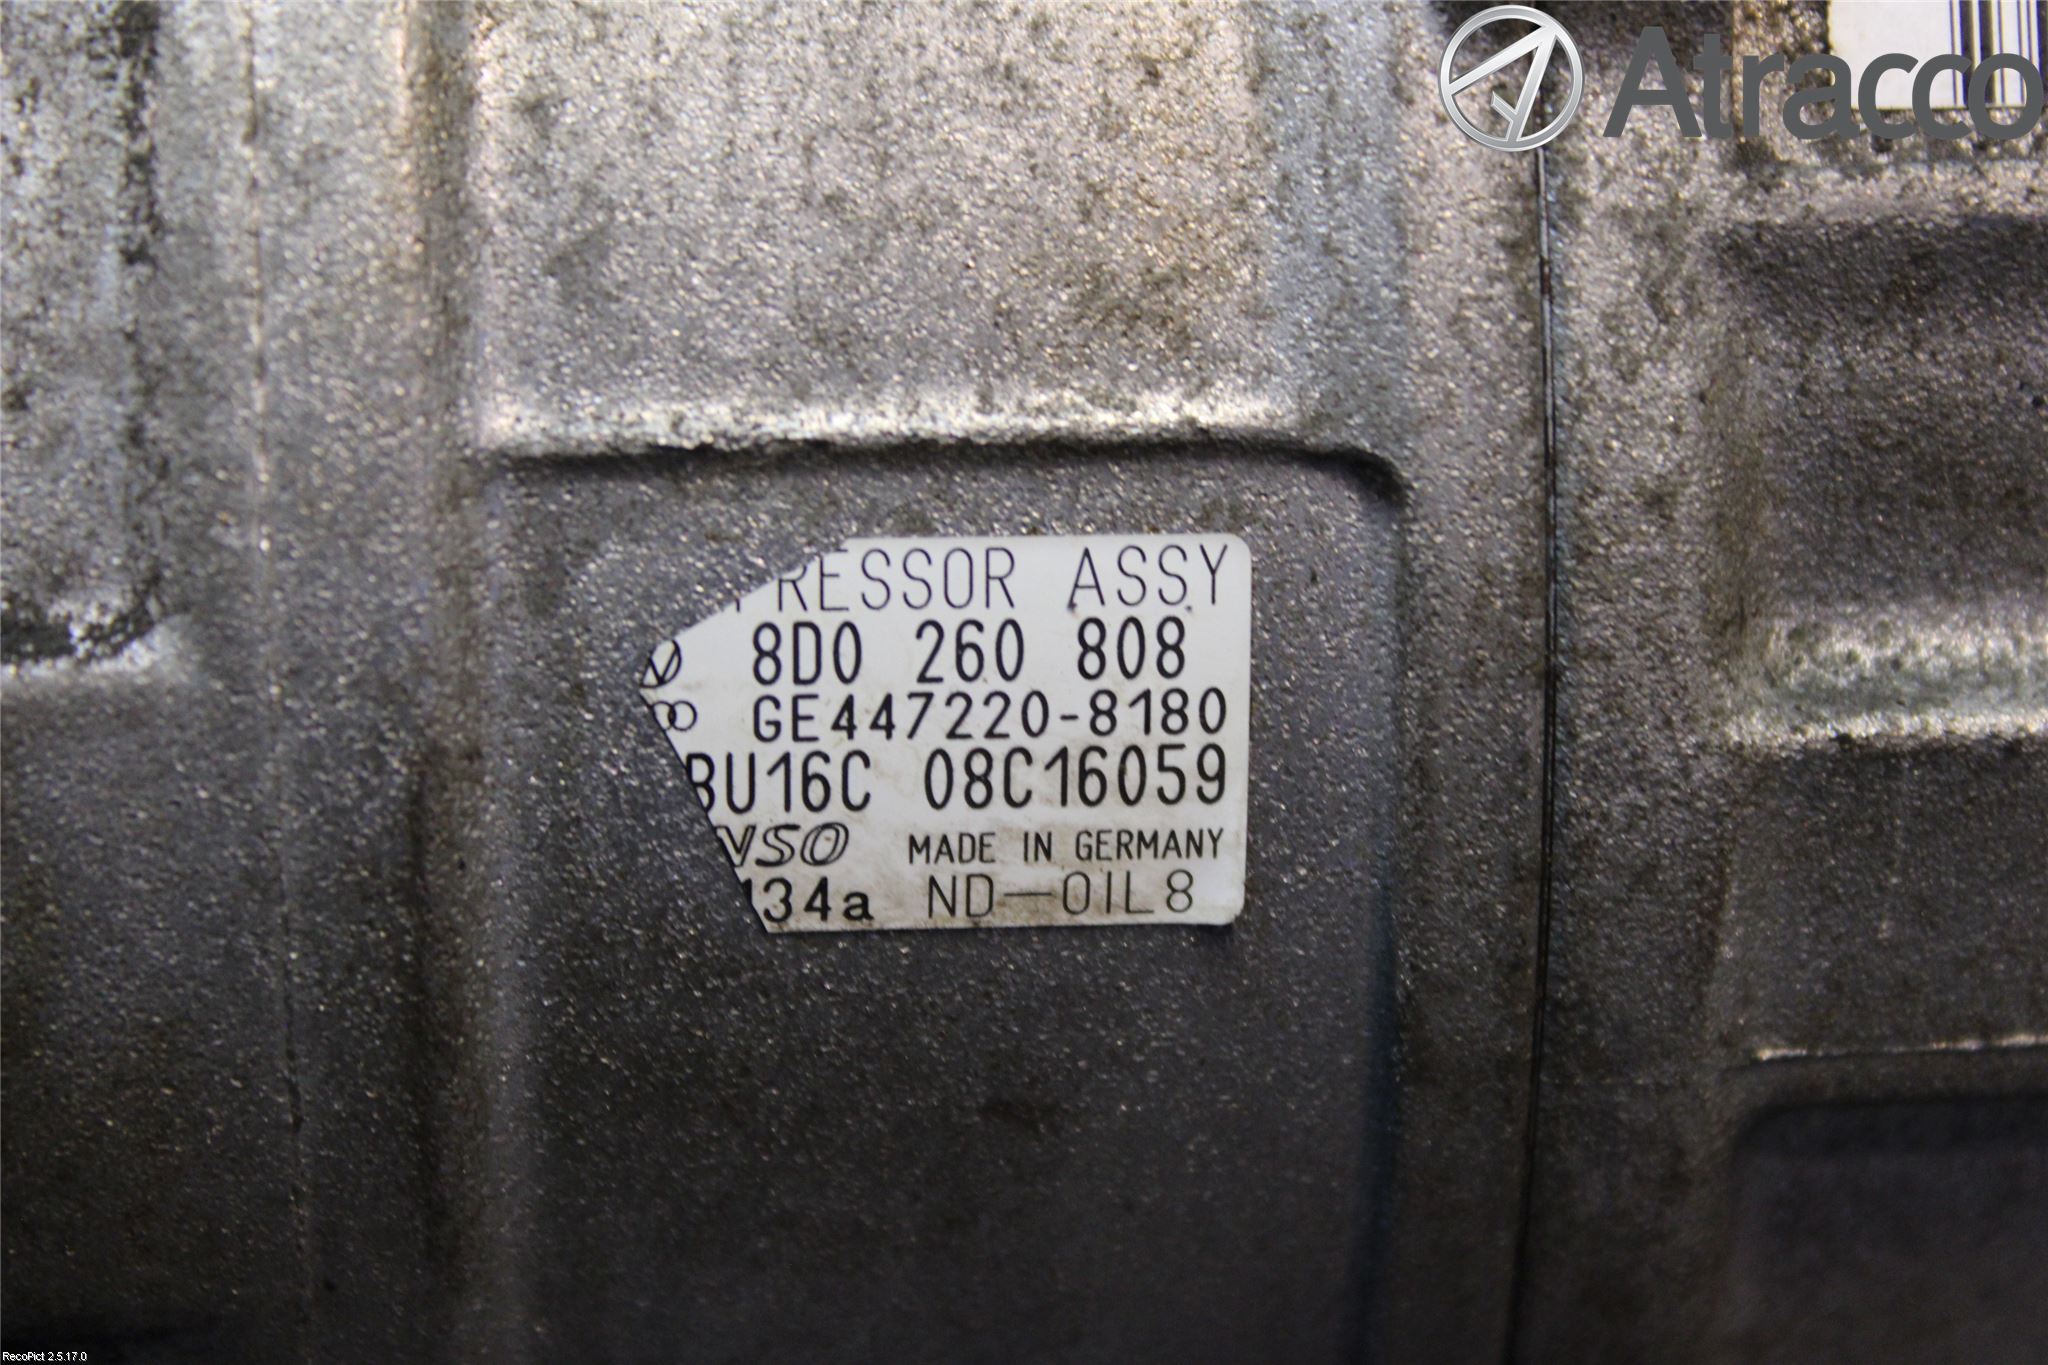 Atracco
PRESSOR ASSY
8D0 260 808
GE447220-8180
BU16C 08C16059
NSO MADE IN GERMANY
134a ND-OIL8
RecoPict 2.5.17.0